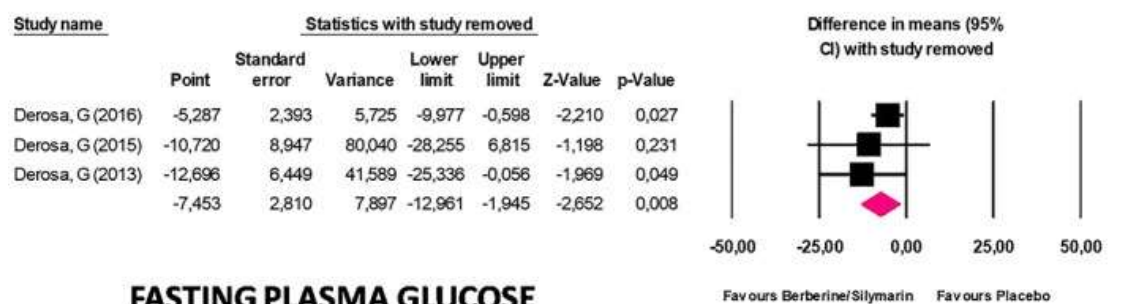 Study name Statistics with study removed Difference in means (95%
CI) with study removed
Standard Lower Upper
Point error Variance limit limit Z-Value p-Value
Derosa, G (2016) -5,287 2,393 5,725 -9,977 -0,598 -2,210 0,027
Derosa, G (2015) -10,720 8,947 80,040 -28,255 6,815 -1,198 0,231
Derosa, G (2013) -12,696 6,449 41,589 -25,336 -0,056 -1,969 0,049
-7,453 2,810 7,897 -12,961 -1,945 -2,652 0,008
-50,00 -25,00 0,00 25,00 50,00
FASTING PLASMA GLUCOSE Favours Berberine/Silymarin Favours Placebo